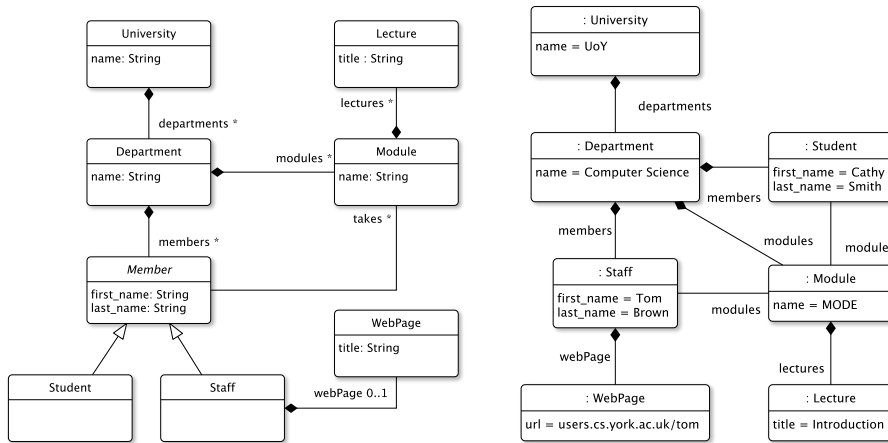 University
name: String
departments *
Department
name: String
modules *
members *
Member
first_name: String
last_name: String
Student
Staff
Lecture
title : String
lectures *
Module
name: String
takes *
WebPage
title: String
webPage 0..1
: University
name = UoY
departments
: Department
name = Computer Science
members
: Student
first_name = Cathy
last_name = Smith
members
modules
module
: Staff
first_name = Tom
last_name = Brown
modules
: Module
name = MODE
webPage
lectures
: WebPage
url = users.cs.york.ac.uk/tom
: Lecture
title = Introduction